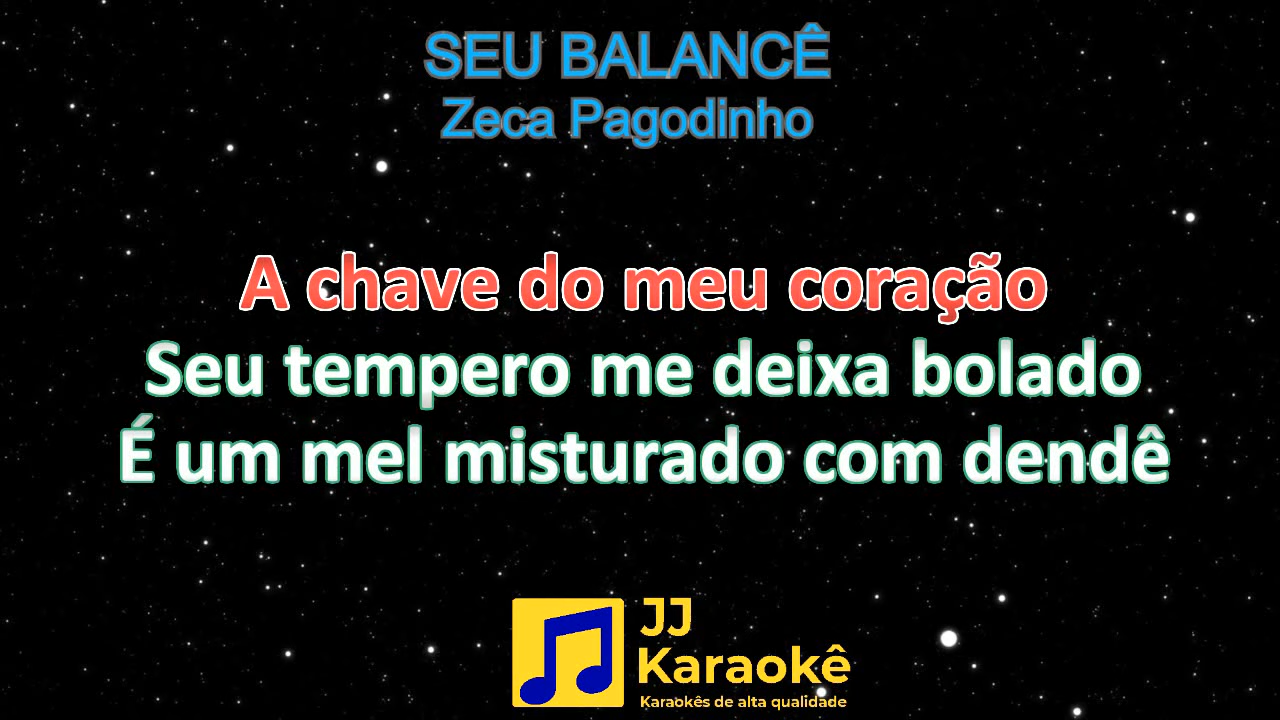 SEU BALANCÊ
Zeca Pagodinho
A chave do meu coração
Seu tempero me deixa bolado
É um mel misturado com dendê
JJ
Karaokê
Karaokês de alta qualidade